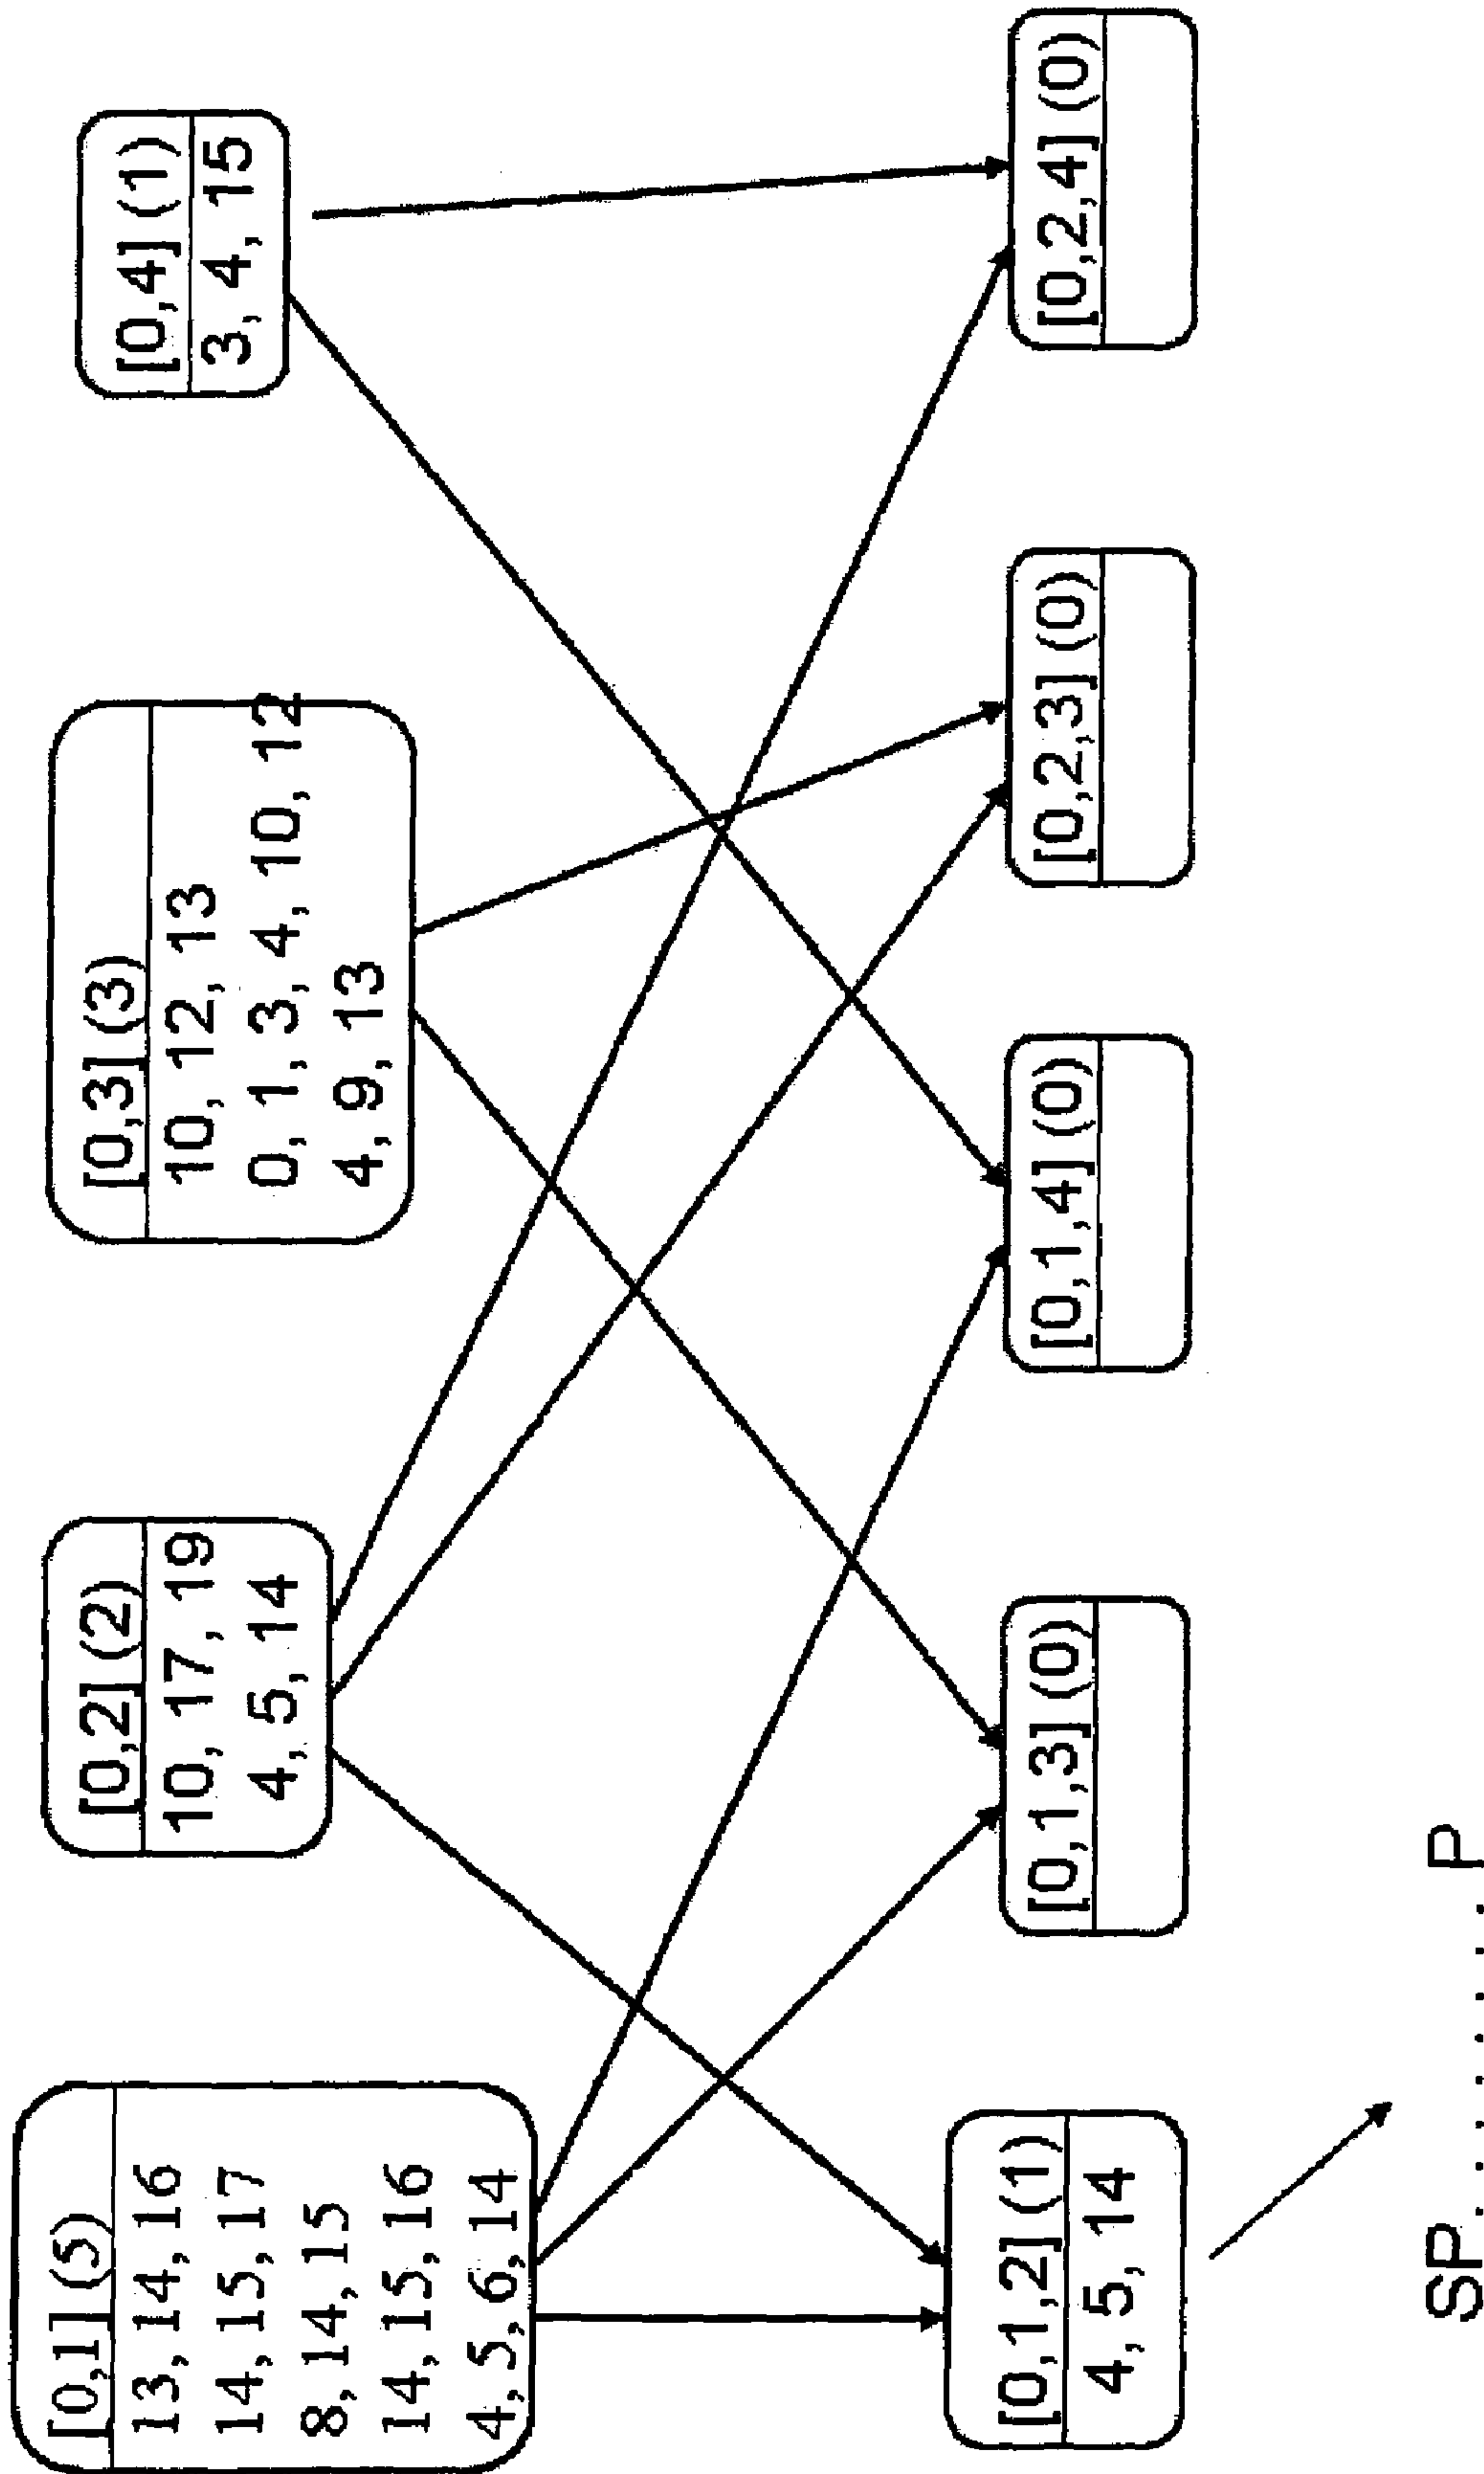 [0,1] (5)
13, 14, 16
14, 15, 17
8, 14, 15
14, 15, 16
4, 5, 6, 14
[0,2] (2)
10, 17, 19
4, 5, 14
[0,3] (3)
10, 12, 13
0, 1, 3, 4, 10, 12
4, 9, 13
[0,4] (1)
3, 4, 15
[0,1,2] (1)
4, 5, 14
[0,1,3] (0)
[0,1,4] (0)
[0,2,3] (0)
[0,2,4] (0)
SP.......... P